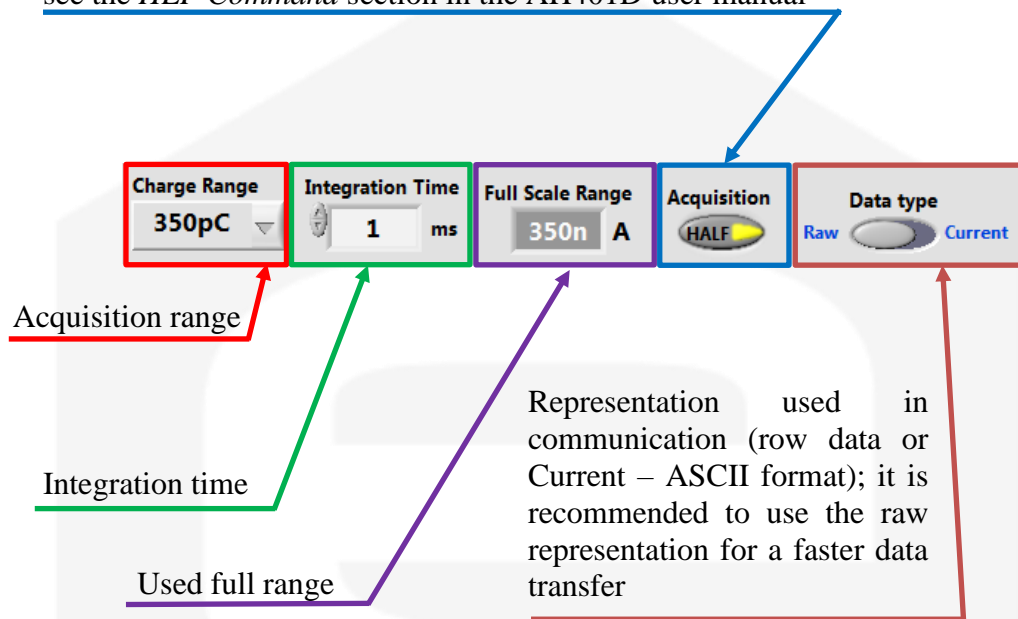 see the HLF Command section in the AH401D user manual
Charge Range
350pC
Integration Time
1 ms
Full Scale Range
350n A
Acquisition
HALF
Data type
Raw Current
Acquisition range
Integration time
Used full range
Representation used in
communication (row data or
Current – ASCII format); it is
recommended to use the raw
representation for a faster data
transfer